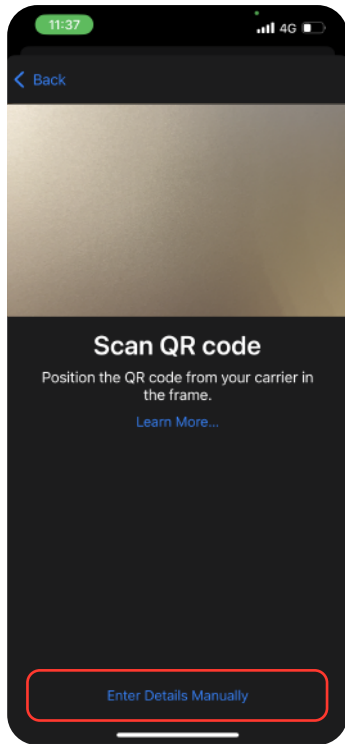 11:37
4G
Back
Scan QR code
Position the QR code from your carrier in
the frame.
Learn More...
Enter Details Manually